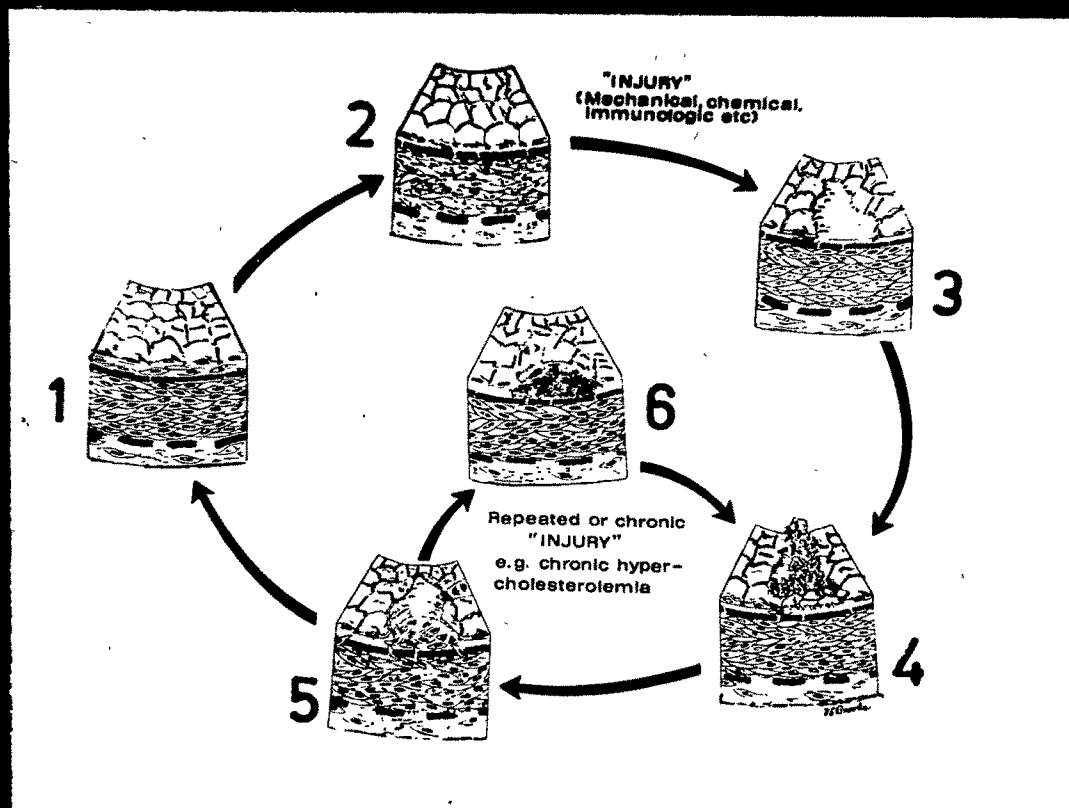 "INJURY"
(Mechanical, chemical,
immunologic etc)
2
3
1
6
Repeated or chronic
"INJURY"
e.g. chronic hyper-
cholesterolemia
4
5